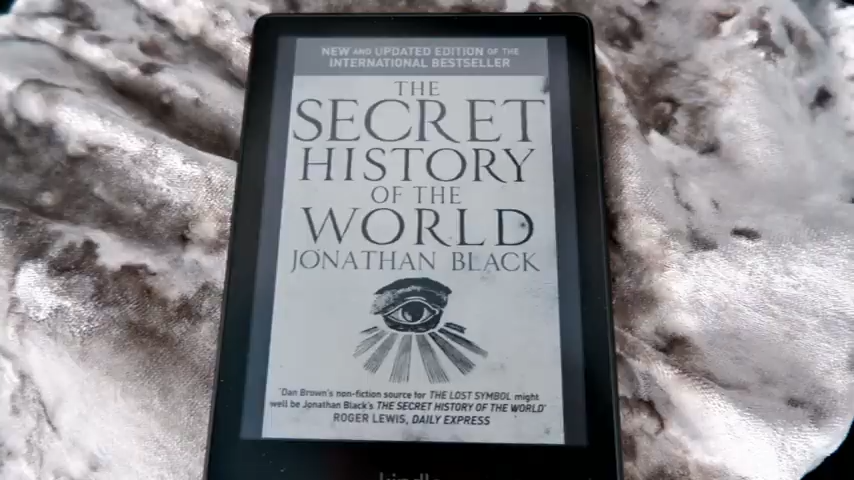 NEW AND UPDATED EDITION OF THE
INTERNATIONAL BESTSELLER
THE
SECRET
HISTORY
OF THE
WORLD
JONATHAN BLACK
'Dan Brown's non-fiction source for THE LOST SYMBOL might
well be Jonathan Black's THE SECRET HISTORY OF THE WORLD'
ROGER LEWIS, DAILY EXPRESS
kindle